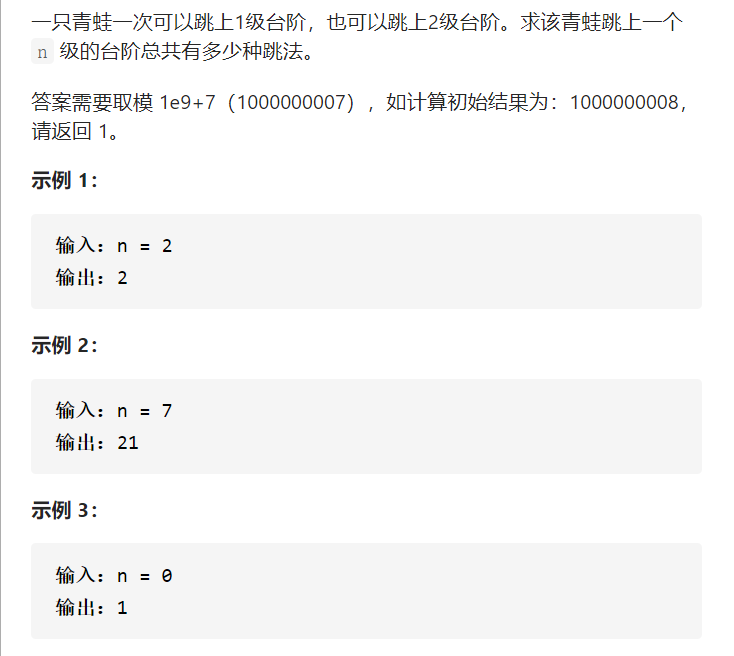 一只青蛙一次可以跳上1级台阶，也可以跳上2级台阶。求该青蛙跳上一个
n 级的台阶总共有多少种跳法。
答案需要取模 1e9+7（1000000007），如计算初始结果为：1000000008，
请返回 1。
示例 1：
输入：n = 2
输出：2
示例 2：
输入：n = 7
输出：21
示例 3：
输入：n = 0
输出：1